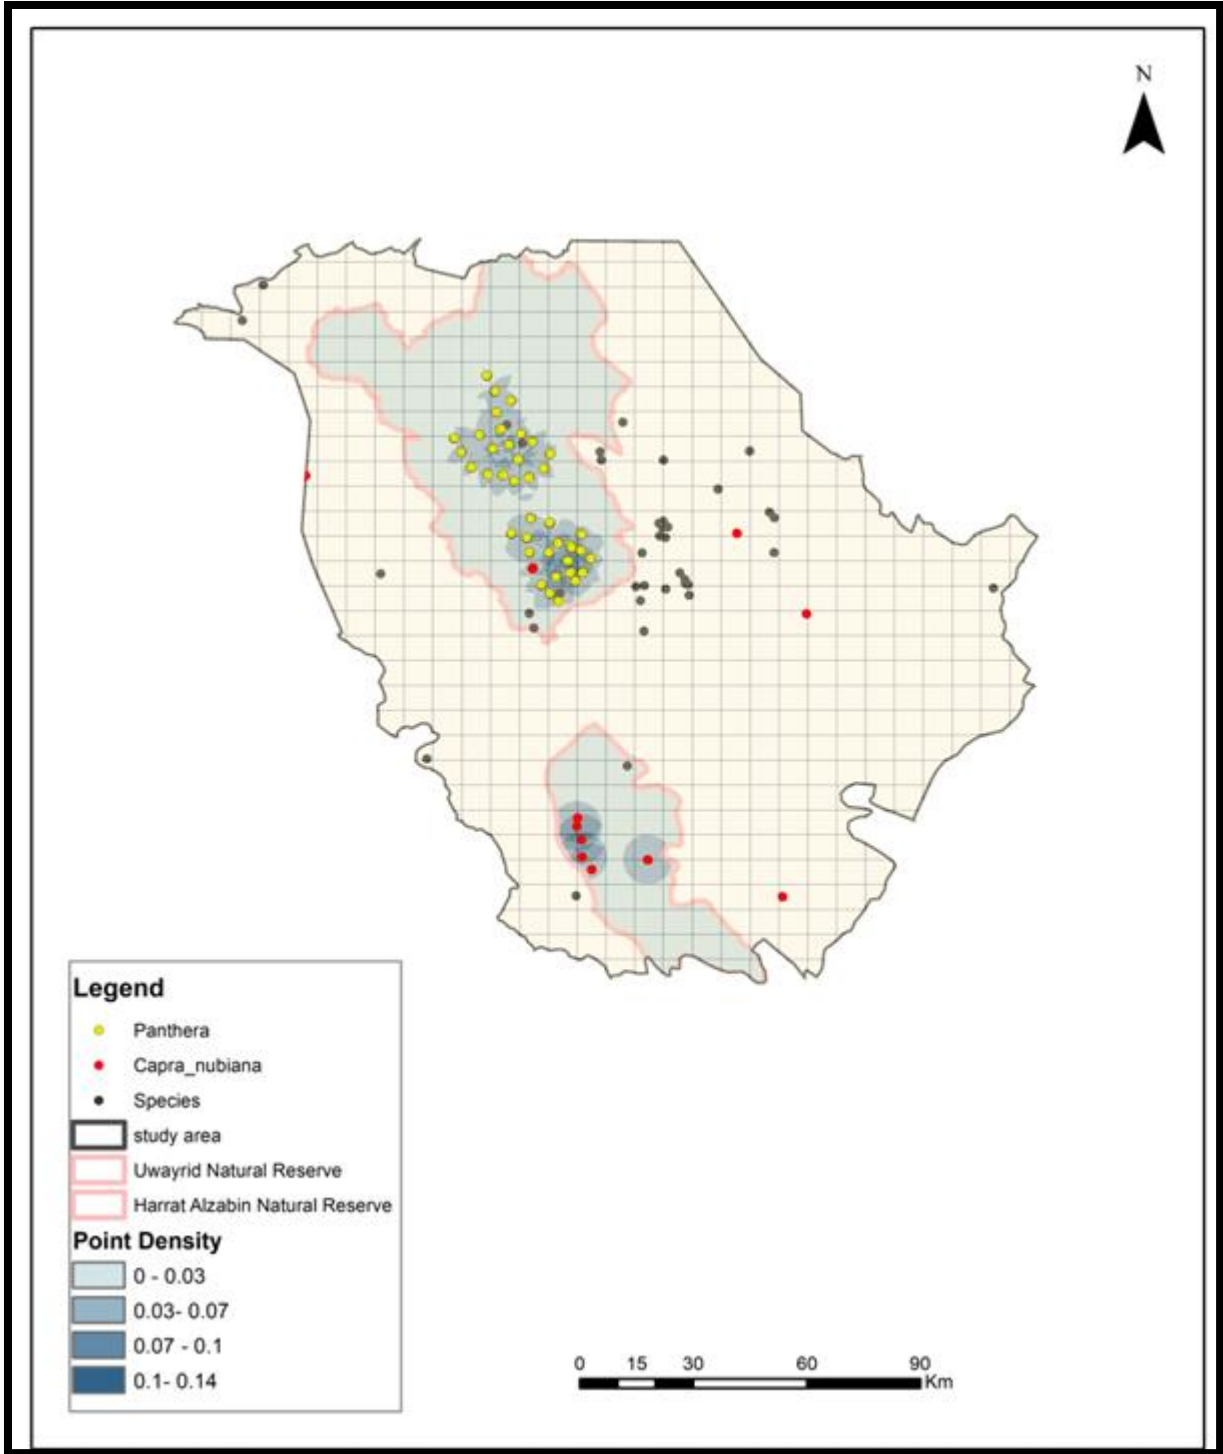 N
Legend
Panthera
Capra_nubiana
Species
study area
Uwayrid Natural Reserve
Harrat Alzabin Natural Reserve
Point Density
0 - 0.03
0.03- 0.07
0.07 - 0.1
0.1- 0.14
0 15 30 60 90
Km